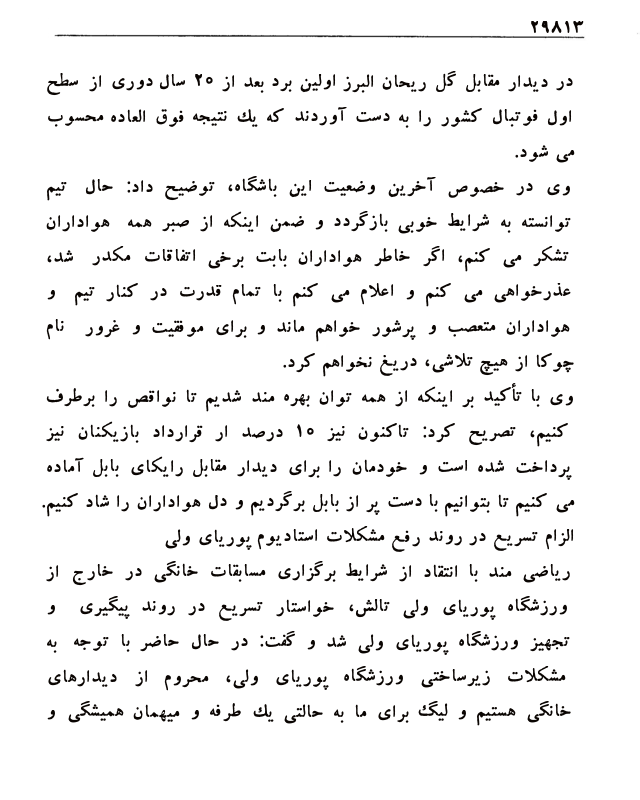 ۲۹۸۱۳
در دیدار مقابل گل ریحان البرز اولین برد بعد از ۲۵ سال دوری از سطح
اول فوتبال کشور را به دست آوردند که یك نتیجه فوق العاده محسوب
می شود.
وی در خصوص آخرین وضعیت این باشگاه، توضیح داد: حال تیم
توانسته به شرایط خوبی بازگردد و ضمن اینکه از صبر همه هواداران
تشکر می کنم، اگر خاطر هواداران بابت برخی اتفاقات مکدر شد،
عذرخواهی می کنم و اعلام می کنم با تمام قدرت در کنار تیم و
هواداران متعصب و پرشور خواهم ماند و برای موفقیت و غرور نام
چوکا از هیچ تلاشی، دریغ نخواهم کرد.
وی با تأکید بر اینکه از همه توان بهره مند شدیم تا نواقص را برطرف
کنیم، تصریح کرد: تاکنون نیز ۱۵ درصد ار قرارداد بازیکنان نیز
پرداخت شده است و خودمان را برای دیدار مقابل رایکای بابل آماده
می کنیم تا بتوانیم با دست پر از بابل برگردیم و دل هواداران را شاد کنیم.
الزام تسریع در روند رفع مشکلات استادیوم پوریای ولی
ریاضی مند با انتقاد از شرایط برگزاری مسابقات خانگی در خارج از
ورزشگاه پوریای ولی تالش، خواستار تسریع در روند پیگیری و
تجهیز ورزشگاه پوریای ولی شد و گفت: در حال حاضر با توجه به
مشکلات زیرساختی ورزشگاه پوریای ولی، محروم از دیدارهای
خانگی هستیم و لیگ برای ما به حالتی یك طرفه و میهمان همیشگی و